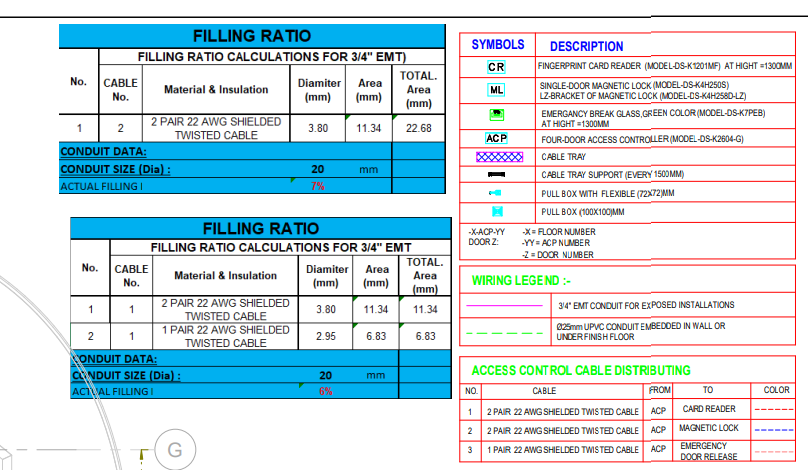 FILLING RATIO
FILLING RATIO CALCULATIONS FOR 3/4" EMT)
No. CABLE No. Material & Insulation Diamiter (mm) Area (mm) TOTAL. Area (mm)
1 2 2 PAIR 22 AWG SHIELDED TWISTED CABLE 3.80 11.34 22.68
CONDUIT DATA:
CONDUIT SIZE (Dia) : 20 mm
ACTUAL FILLING 7%
FILLING RATIO
FILLING RATIO CALCULATIONS FOR 3/4" EMT
No. CABLE No. Material & Insulation Diamiter (mm) Area (mm) TOTAL. Area (mm)
1 1 2 PAIR 22 AWG SHIELDED TWISTED CABLE 3.80 11.34 11.34
2 1 1 PAIR 22 AWG SHIELDED TWISTED CABLE 2.95 6.83 6.83
CONDUIT DATA:
CONDUIT SIZE (Dia) : 20 mm
ACTUAL FILLING 6%
G
SYMBOLS DESCRIPTION
CR FINGERPRINT CARD READER (MODEL-DS-K1201MF) AT HIGHT =1300MM
ML SINGLE-DOOR MAGNETIC LOCK (MODEL-DS-K4H250S)
LZ-BRACKET OF MAGNETIC LOCK (MODEL-DS-K4H258D-LZ)
EMERGANCY BREAK GLASS,GREEN COLOR (MODEL-DS-K7PEB)
AT HIGHT =1300MM
ACP FOUR-DOOR ACCESS CONTROLLER (MODEL-DS-K2604-G)
CABLE TRAY
CABLE TRAY SUPPORT (EVERY 1500MM)
PULL BOX WITH FLEXIBLE (72X72)MM
PULL BOX (100X100)MM
-X-ACP-YY -X = FLOOR NUMBER
DOOR Z: -YY = ACP NUMBER
-Z = DOOR NUMBER
WIRING LEGEND :-
3/4" EMT CONDUIT FOR EXPOSED INSTALLATIONS
Ø25mm UPVC CONDUIT EMBEDDED IN WALL OR
UNDER FINISH FLOOR
ACCESS CONTROL CABLE DISTRIBUTING
NO. CABLE FROM TO COLOR
1 2 PAIR 22 AWG SHIELDED TWISTED CABLE ACP CARD READER
2 2 PAIR 22 AWG SHIELDED TWISTED CABLE ACP MAGNETIC LOCK
3 1 PAIR 22 AWG SHIELDED TWISTED CABLE ACP EMERGENCY DOOR RELEASE